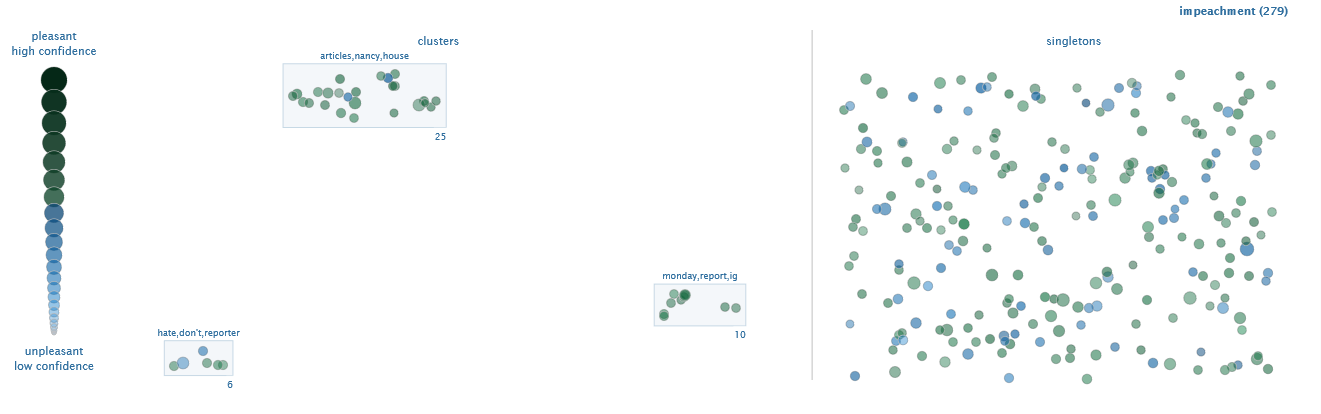 impeachment (279)
pleasant
high confidence
clusters
singletons
articles,nancy,house
25
monday,report,ig
10
hate,don't,reporter
6
unpleasant
low confidence